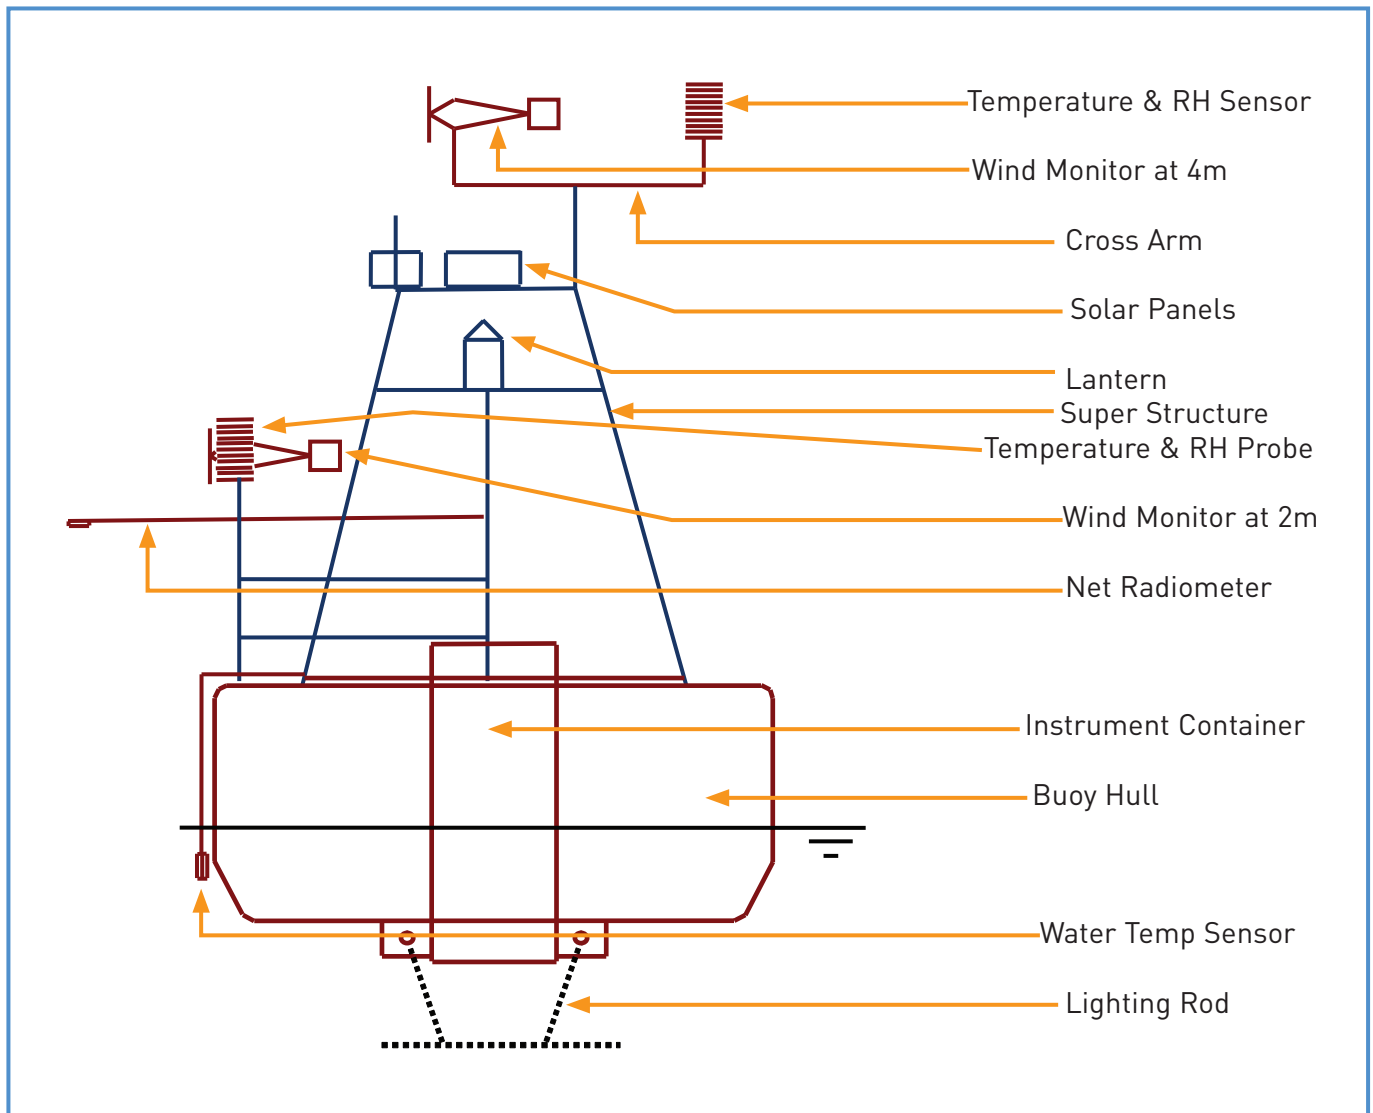 Temperature & RH Sensor
Wind Monitor at 4m
Cross Arm
Solar Panels
Lantern
Super Structure
Temperature & RH Probe
Wind Monitor at 2m
Net Radiometer
Instrument Container
Buoy Hull
Water Temp Sensor
Lighting Rod